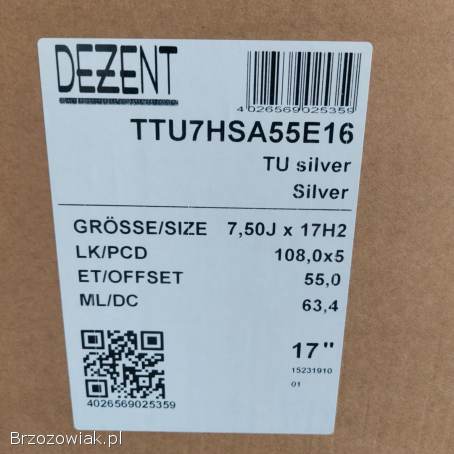 DEZENT
4026569025359
TTU7HSA55E16
TU silver
Silver
GRÖSSE/SIZE 7,50J x 17H2
LK/PCD 108,0x5
ET/OFFSET 55,0
ML/DC 63,4
17"
15231910
01
4026569025359
Brzozowiak.pl